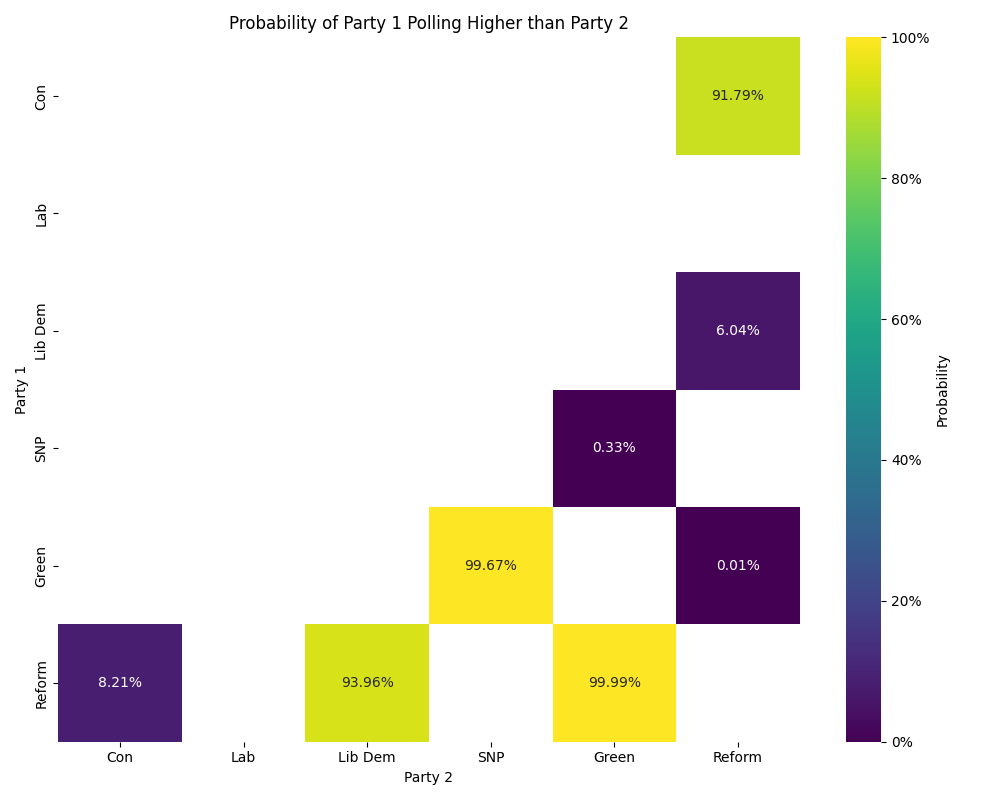 Probability of Party 1 Polling Higher than Party 2
Party 1
Con
Lab
Lib Dem
SNP
Green
Reform
91.79%
6.04%
0.33%
99.67%
0.01%
8.21%
93.96%
99.99%
Con
Lab
Lib Dem
SNP
Green
Reform
Party 2
100%
80%
60%
40%
20%
0%
Probability